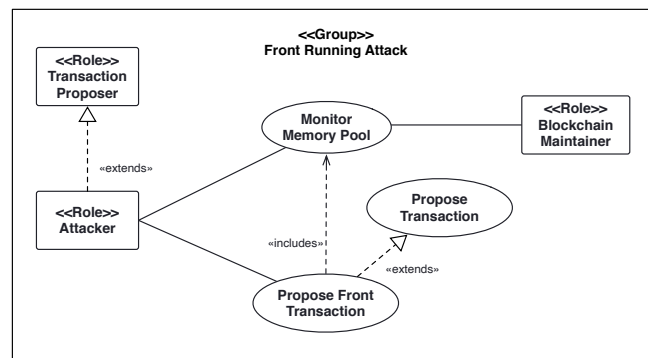 <<Group>>
Front Running Attack
<<Role>>
Transaction
Proposer
Monitor
Memory Pool
<<Role>>
Blockchain
Maintainer
«extends»
<<Role>>
Attacker
Propose
Transaction
«includes»
«extends»
Propose Front
Transaction